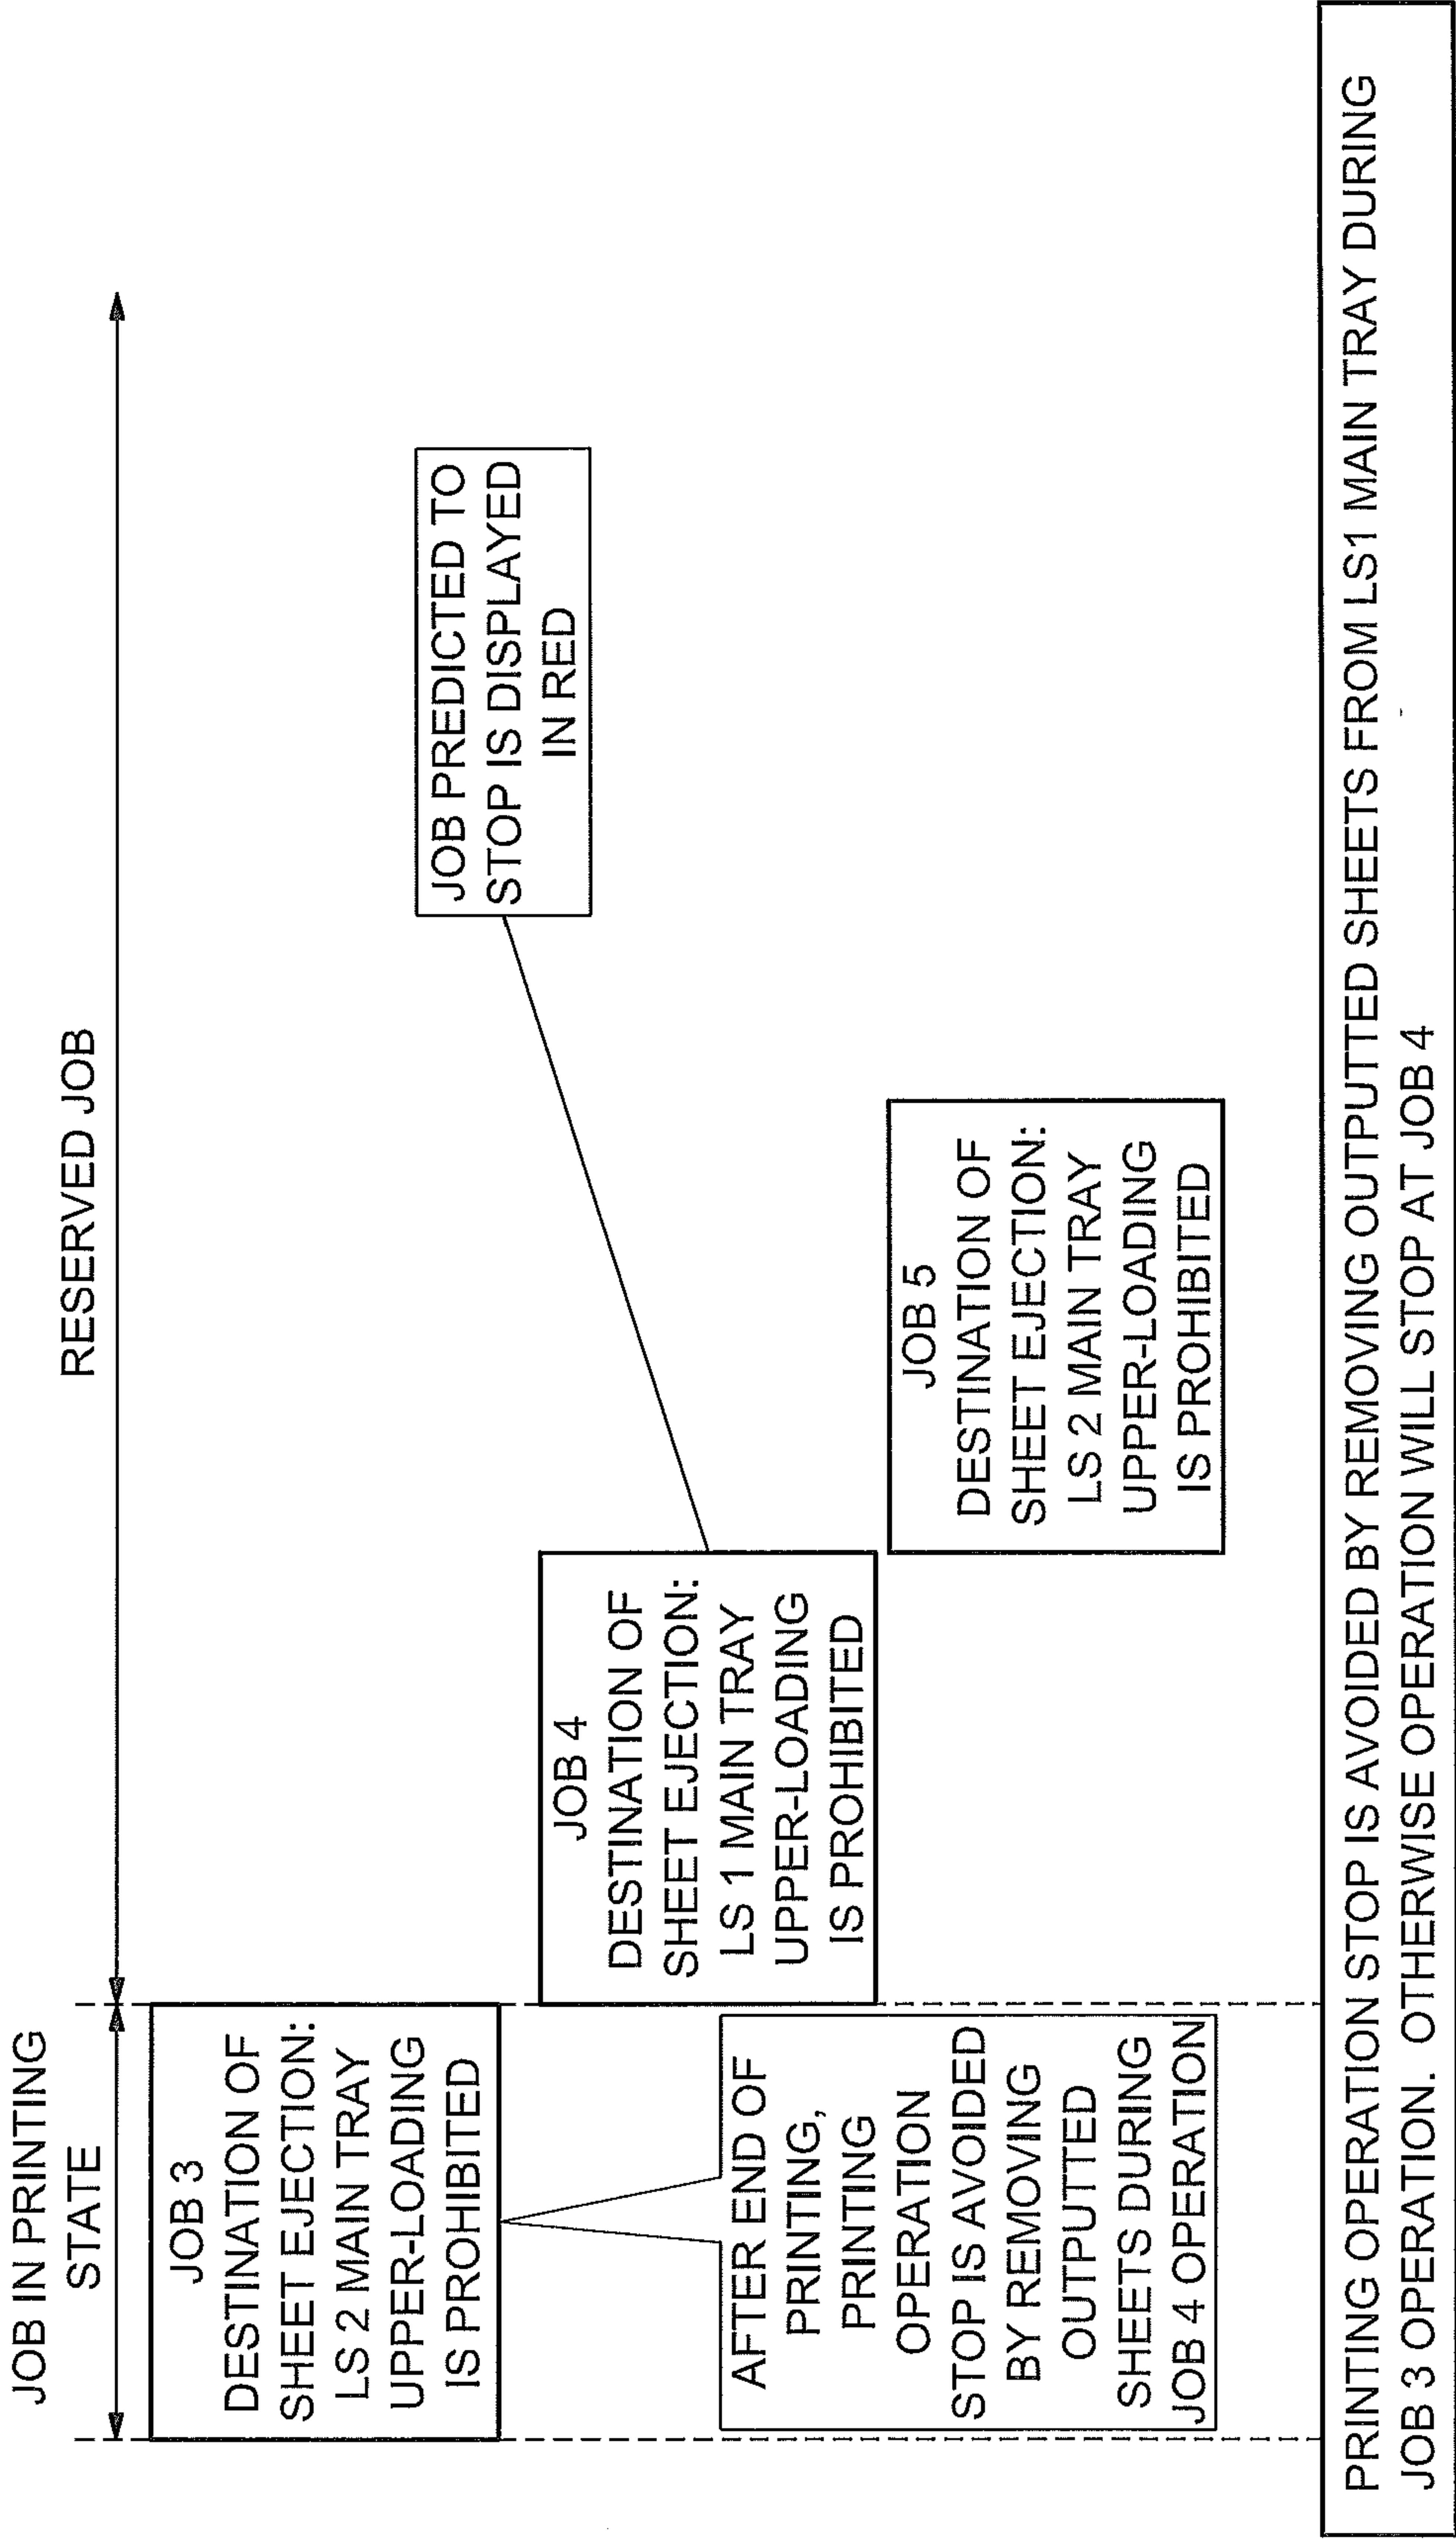 JOB IN PRINTING
STATE
RESERVED JOB
JOB 3
DESTINATION OF
SHEET EJECTION:
LS 2 MAIN TRAY
UPPER-LOADING
IS PROHIBITED
JOB PREDICTED TO
STOP IS DISPLAYED
IN RED
JOB 4
DESTINATION OF
SHEET EJECTION:
LS 1 MAIN TRAY
UPPER-LOADING
IS PROHIBITED
AFTER END OF
PRINTING,
PRINTING
OPERATION
STOP IS AVOIDED
BY REMOVING
OUTPUTTED
SHEETS DURING
JOB 4 OPERATION
JOB 5
DESTINATION OF
SHEET EJECTION:
LS 2 MAIN TRAY
UPPER-LOADING
IS PROHIBITED
PRINTING OPERATION STOP IS AVOIDED BY REMOVING OUTPUTTED SHEETS FROM LS1 MAIN TRAY DURING
JOB 3 OPERATION. OTHERWISE OPERATION WILL STOP AT JOB 4